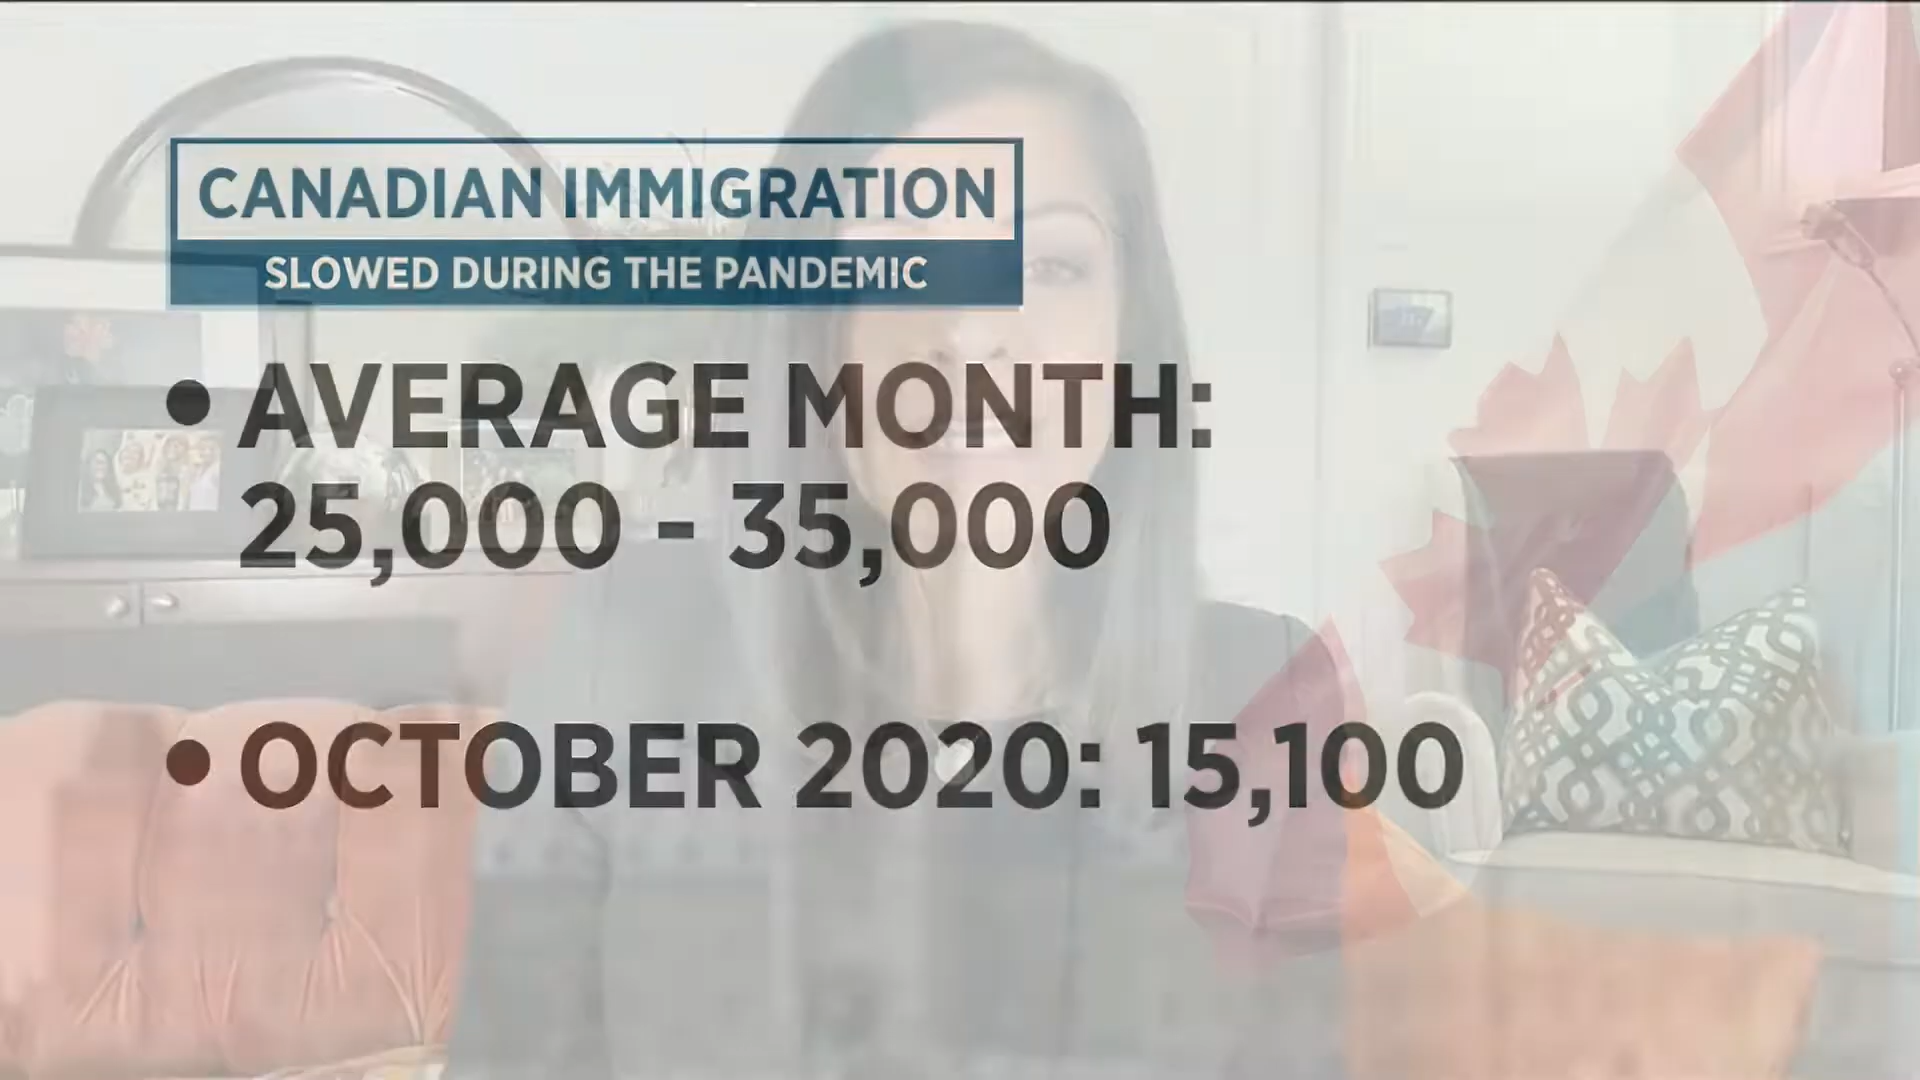 CANADIAN IMMIGRATION
SLOWED DURING THE PANDEMIC
• AVERAGE MONTH:
25,000 - 35,000
• OCTOBER 2020: 15,100